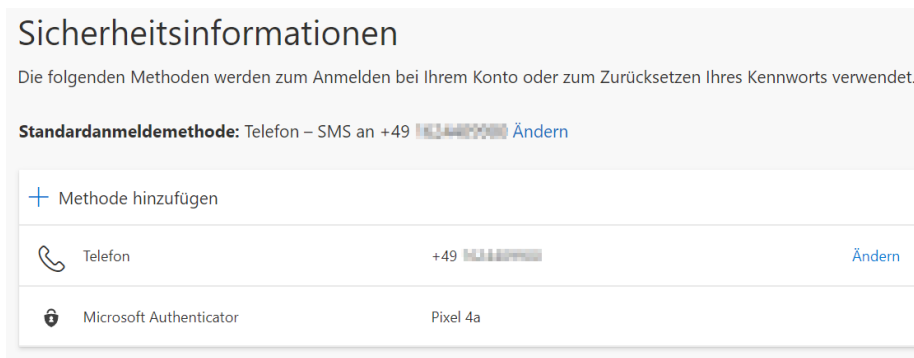 Sicherheitsinformationen
Die folgenden Methoden werden zum Anmelden bei Ihrem Konto oder zum Zurücksetzen Ihres Kennworts verwendet.
Standardanmeldemethode: Telefon – SMS an +49 Ändern
Methode hinzufügen
Telefon +49 Ändern
Microsoft Authenticator Pixel 4a